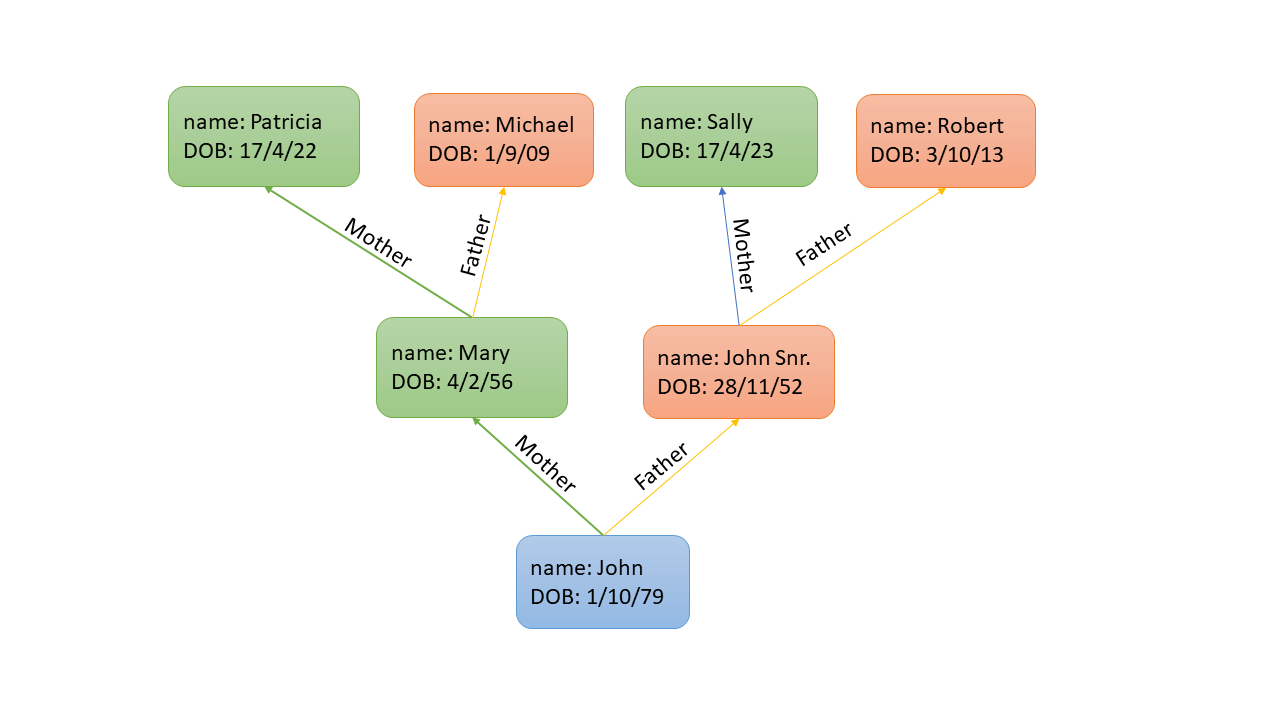 name: Patricia
DOB: 17/4/22
name: Michael
DOB: 1/9/09
name: Sally
DOB: 17/4/23
name: Robert
DOB: 3/10/13
Mother
Father
Mother
Father
name: Mary
DOB: 4/2/56
name: John Snr.
DOB: 28/11/52
Mother
Father
name: John
DOB: 1/10/79